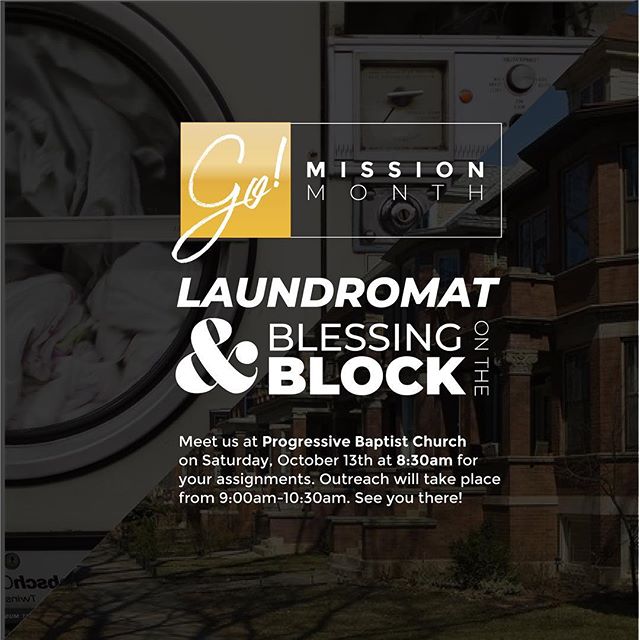 Go! MISSION
MONTH
LAUNDROMAT
& BLESSING
ON THE
BLOCK
Meet us at Progressive Baptist Church
on Saturday, October 13th at 8:30am for
your assignments. Outreach will take place
from 9:00am-10:30am. See you there!